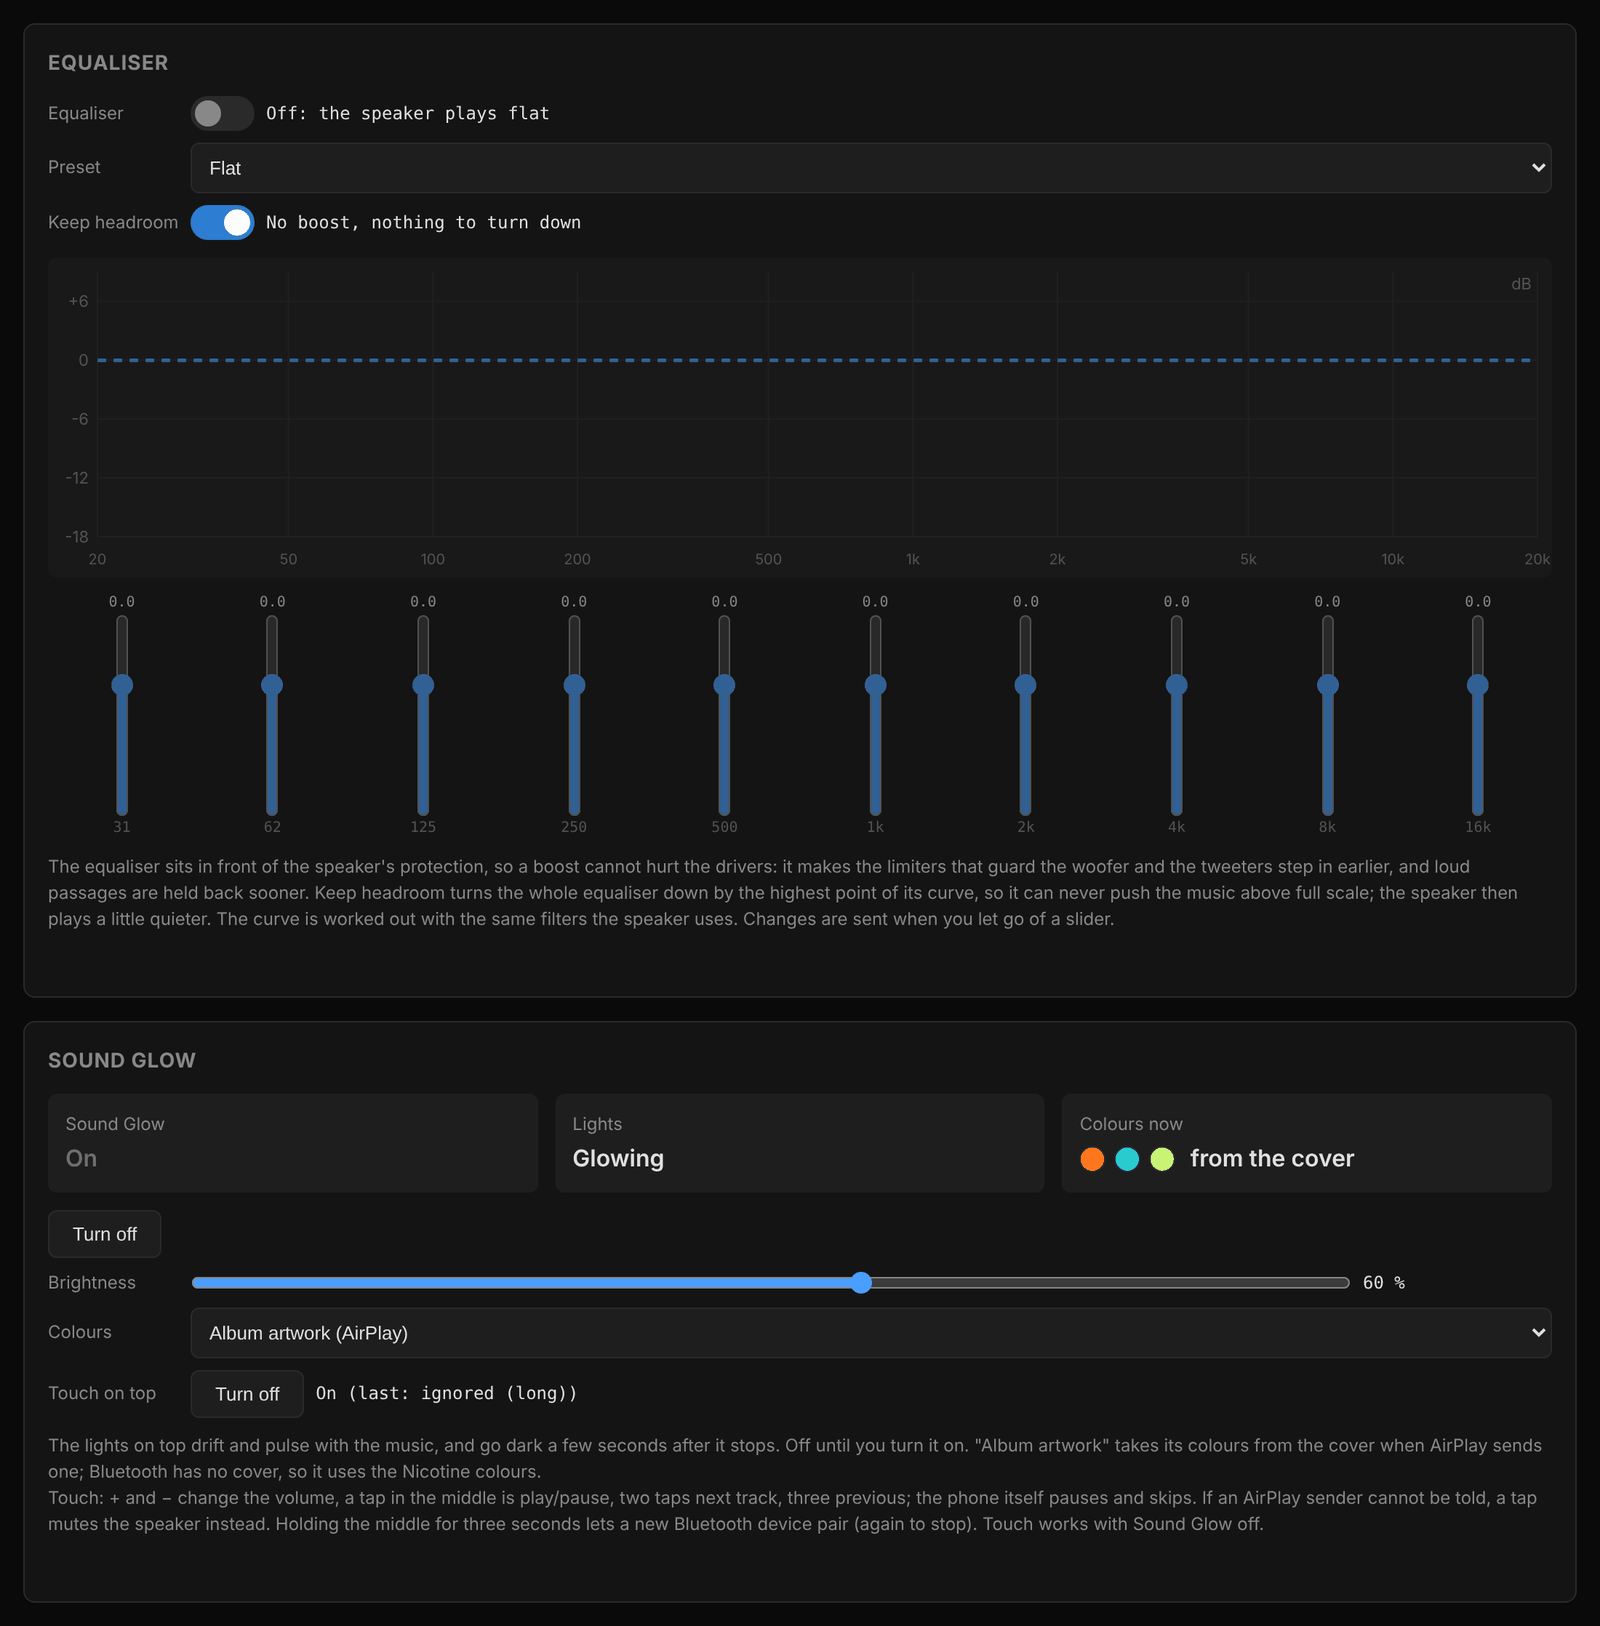 EQUALISER
Equaliser Off: the speaker plays flat
Preset Flat
Keep headroom No boost, nothing to turn down
dB
+6
0
-6
-12
-18
20 50 100 200 500 1k 2k 5k 10k 20k
0.0 0.0 0.0 0.0 0.0 0.0 0.0 0.0 0.0 0.0
31 62 125 250 500 1k 2k 4k 8k 16k
The equaliser sits in front of the speaker's protection, so a boost cannot hurt the drivers: it makes the limiters that guard the woofer and the tweeters step in earlier, and loud
passages are held back sooner. Keep headroom turns the whole equaliser down by the highest point of its curve, so it can never push the music above full scale; the speaker then
plays a little quieter. The curve is worked out with the same filters the speaker uses. Changes are sent when you let go of a slider.
SOUND GLOW
Sound Glow
On
Lights
Glowing
Colours now
from the cover
Turn off
Brightness 60 %
Colours Album artwork (AirPlay)
Touch on top Turn off On (last: ignored (long))
The lights on top drift and pulse with the music, and go dark a few seconds after it stops. Off until you turn it on. "Album artwork" takes its colours from the cover when AirPlay sends
one; Bluetooth has no cover, so it uses the Nicotine colours.
Touch: + and − change the volume, a tap in the middle is play/pause, two taps next track, three previous; the phone itself pauses and skips. If an AirPlay sender cannot be told, a tap
mutes the speaker instead. Holding the middle for three seconds lets a new Bluetooth device pair (again to stop). Touch works with Sound Glow off.